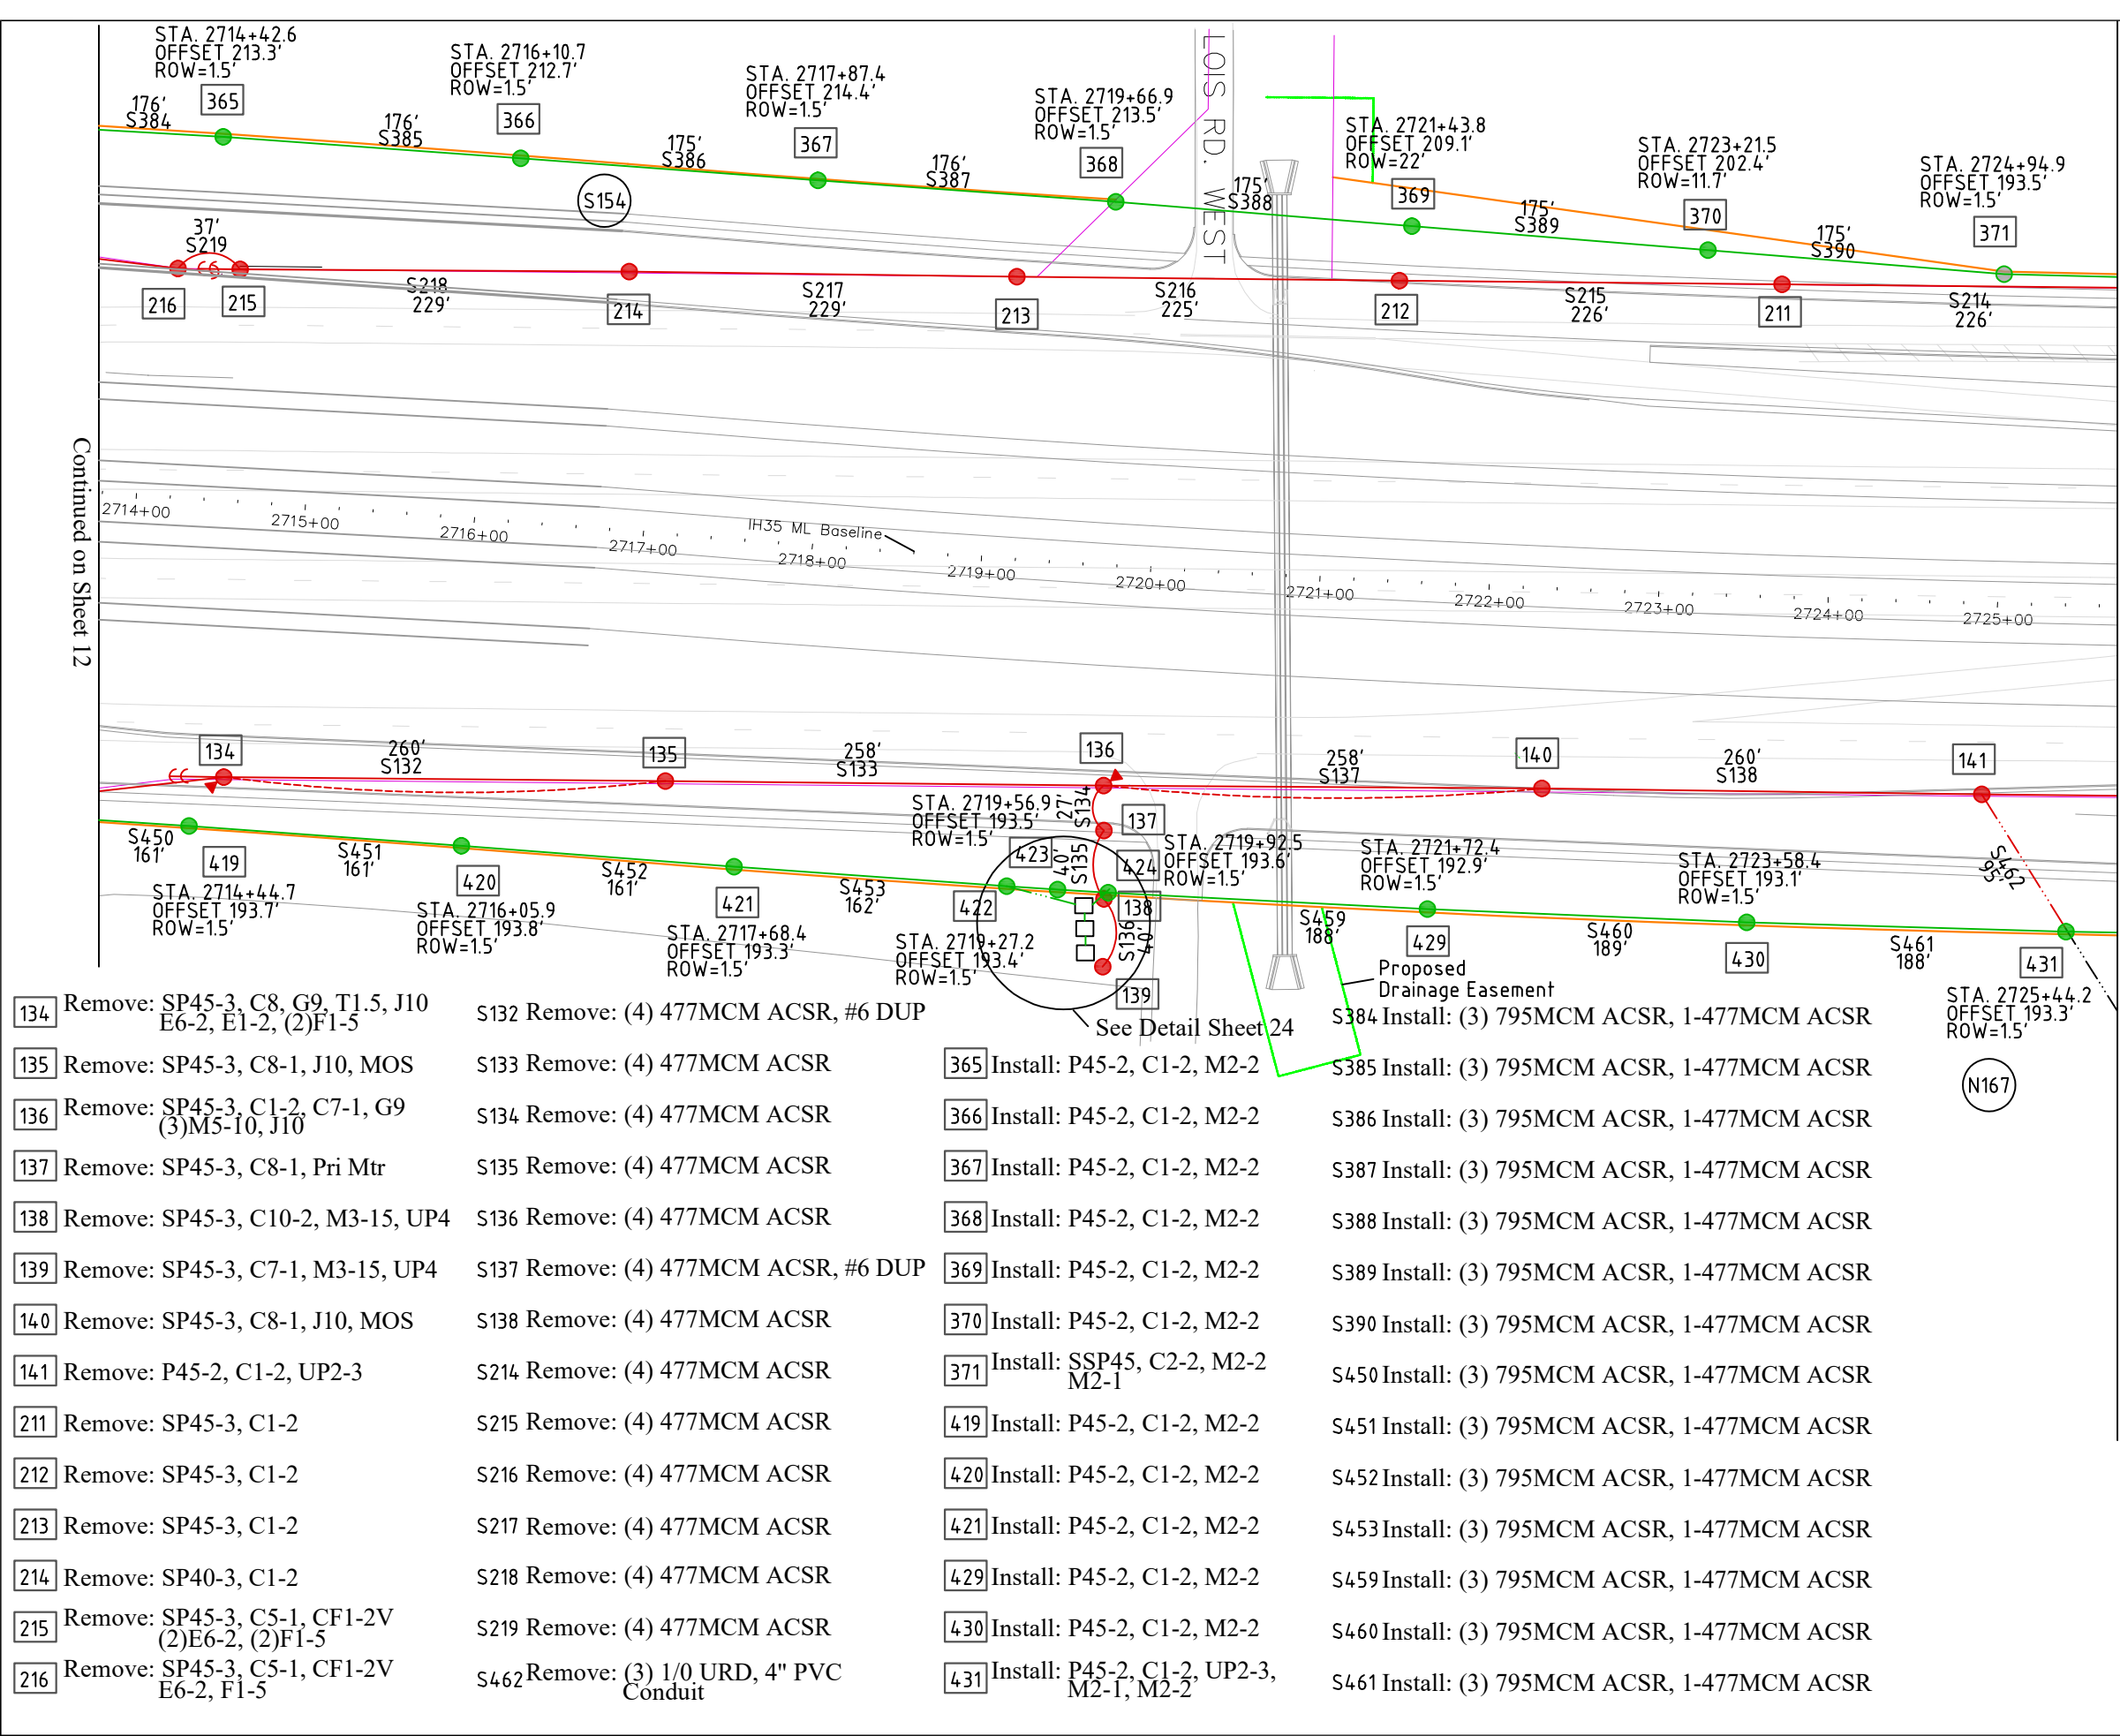 STA. 2714+42.6
OFFSET 213.3'
ROW=1.5'
365
STA. 2716+10.7
OFFSET 212.7'
ROW=1.5'
366
STA. 2717+87.4
OFFSET 214.4'
ROW=1.5'
367
STA. 2719+66.9
OFFSET 213.5'
ROW=1.5'
368
LOIS RD. WEST
STA. 2721+43.8
OFFSET 209.1'
ROW=22'
369
STA. 2723+21.5
OFFSET 202.4'
ROW=11.7'
370
STA. 2724+94.9
OFFSET 193.5'
ROW=1.5'
371
176'
S384
176'
S385
175'
S386
176'
S387
175'
S388
175'
S389
175'
S390
S154
37'
S219
216
215
S218
229'
214
S217
229'
213
S216
225'
212
S215
226'
211
S214
226'
Continued on Sheet 12
2714+00
2715+00
2716+00
2717+00
IH35 ML Baseline
2718+00
2719+00
2720+00
2721+00
2722+00
2723+00
2724+00
2725+00
134
260'
S132
135
258'
S133
136
258'
S137
140
260'
S138
141
27'
S134
137
STA. 2719+56.9
OFFSET 193.5'
ROW=1.5'
423
40'
S135
424
STA. 2719+92.5
OFFSET 193.6'
ROW=1.5'
STA. 2721+72.4
OFFSET 192.9'
ROW=1.5'
STA. 2723+58.4
OFFSET 193.1'
ROW=1.5'
S462
95'
S450
161'
419
STA. 2714+44.7
OFFSET 193.7'
ROW=1.5'
S451
161'
420
STA. 2716+05.9
OFFSET 193.8'
ROW=1.5'
S452
161'
421
STA. 2717+68.4
OFFSET 193.3'
ROW=1.5'
S453
162'
422
STA. 2719+27.2
OFFSET 193.4'
ROW=1.5'
138
S136
40'
139
See Detail Sheet 24
S459
188'
429
S460
189'
430
S461
188'
431
Proposed
Drainage Easement
STA. 2725+44.2
OFFSET 193.3'
ROW=1.5'
N167
134 Remove: SP45-3, C8, G9, T1.5, J10
E6-2, E1-2, (2)F1-5
135 Remove: SP45-3, C8-1, J10, MOS
136 Remove: SP45-3, C1-2, C7-1, G9
(3)M5-10, J10
137 Remove: SP45-3, C8-1, Pri Mtr
138 Remove: SP45-3, C10-2, M3-15, UP4
139 Remove: SP45-3, C7-1, M3-15, UP4
140 Remove: SP45-3, C8-1, J10, MOS
141 Remove: P45-2, C1-2, UP2-3
211 Remove: SP45-3, C1-2
212 Remove: SP45-3, C1-2
213 Remove: SP45-3, C1-2
214 Remove: SP40-3, C1-2
215 Remove: SP45-3, C5-1, CF1-2V
(2)E6-2, (2)F1-5
216 Remove: SP45-3, C5-1, CF1-2V
E6-2, F1-5
S132 Remove: (4) 477MCM ACSR, #6 DUP
S133 Remove: (4) 477MCM ACSR
S134 Remove: (4) 477MCM ACSR
S135 Remove: (4) 477MCM ACSR
S136 Remove: (4) 477MCM ACSR
S137 Remove: (4) 477MCM ACSR, #6 DUP
S138 Remove: (4) 477MCM ACSR
S214 Remove: (4) 477MCM ACSR
S215 Remove: (4) 477MCM ACSR
S216 Remove: (4) 477MCM ACSR
S217 Remove: (4) 477MCM ACSR
S218 Remove: (4) 477MCM ACSR
S219 Remove: (4) 477MCM ACSR
S462 Remove: (3) 1/0 URD, 4" PVC
Conduit
365 Install: P45-2, C1-2, M2-2
366 Install: P45-2, C1-2, M2-2
367 Install: P45-2, C1-2, M2-2
368 Install: P45-2, C1-2, M2-2
369 Install: P45-2, C1-2, M2-2
370 Install: P45-2, C1-2, M2-2
371 Install: SSP45, C2-2, M2-2
M2-1
419 Install: P45-2, C1-2, M2-2
420 Install: P45-2, C1-2, M2-2
421 Install: P45-2, C1-2, M2-2
429 Install: P45-2, C1-2, M2-2
430 Install: P45-2, C1-2, M2-2
431 Install: P45-2, C1-2, UP2-3,
M2-1, M2-2
S384 Install: (3) 795MCM ACSR, 1-477MCM ACSR
S385 Install: (3) 795MCM ACSR, 1-477MCM ACSR
S386 Install: (3) 795MCM ACSR, 1-477MCM ACSR
S387 Install: (3) 795MCM ACSR, 1-477MCM ACSR
S388 Install: (3) 795MCM ACSR, 1-477MCM ACSR
S389 Install: (3) 795MCM ACSR, 1-477MCM ACSR
S390 Install: (3) 795MCM ACSR, 1-477MCM ACSR
S450 Install: (3) 795MCM ACSR, 1-477MCM ACSR
S451 Install: (3) 795MCM ACSR, 1-477MCM ACSR
S452 Install: (3) 795MCM ACSR, 1-477MCM ACSR
S453 Install: (3) 795MCM ACSR, 1-477MCM ACSR
S459 Install: (3) 795MCM ACSR, 1-477MCM ACSR
S460 Install: (3) 795MCM ACSR, 1-477MCM ACSR
S461 Install: (3) 795MCM ACSR, 1-477MCM ACSR